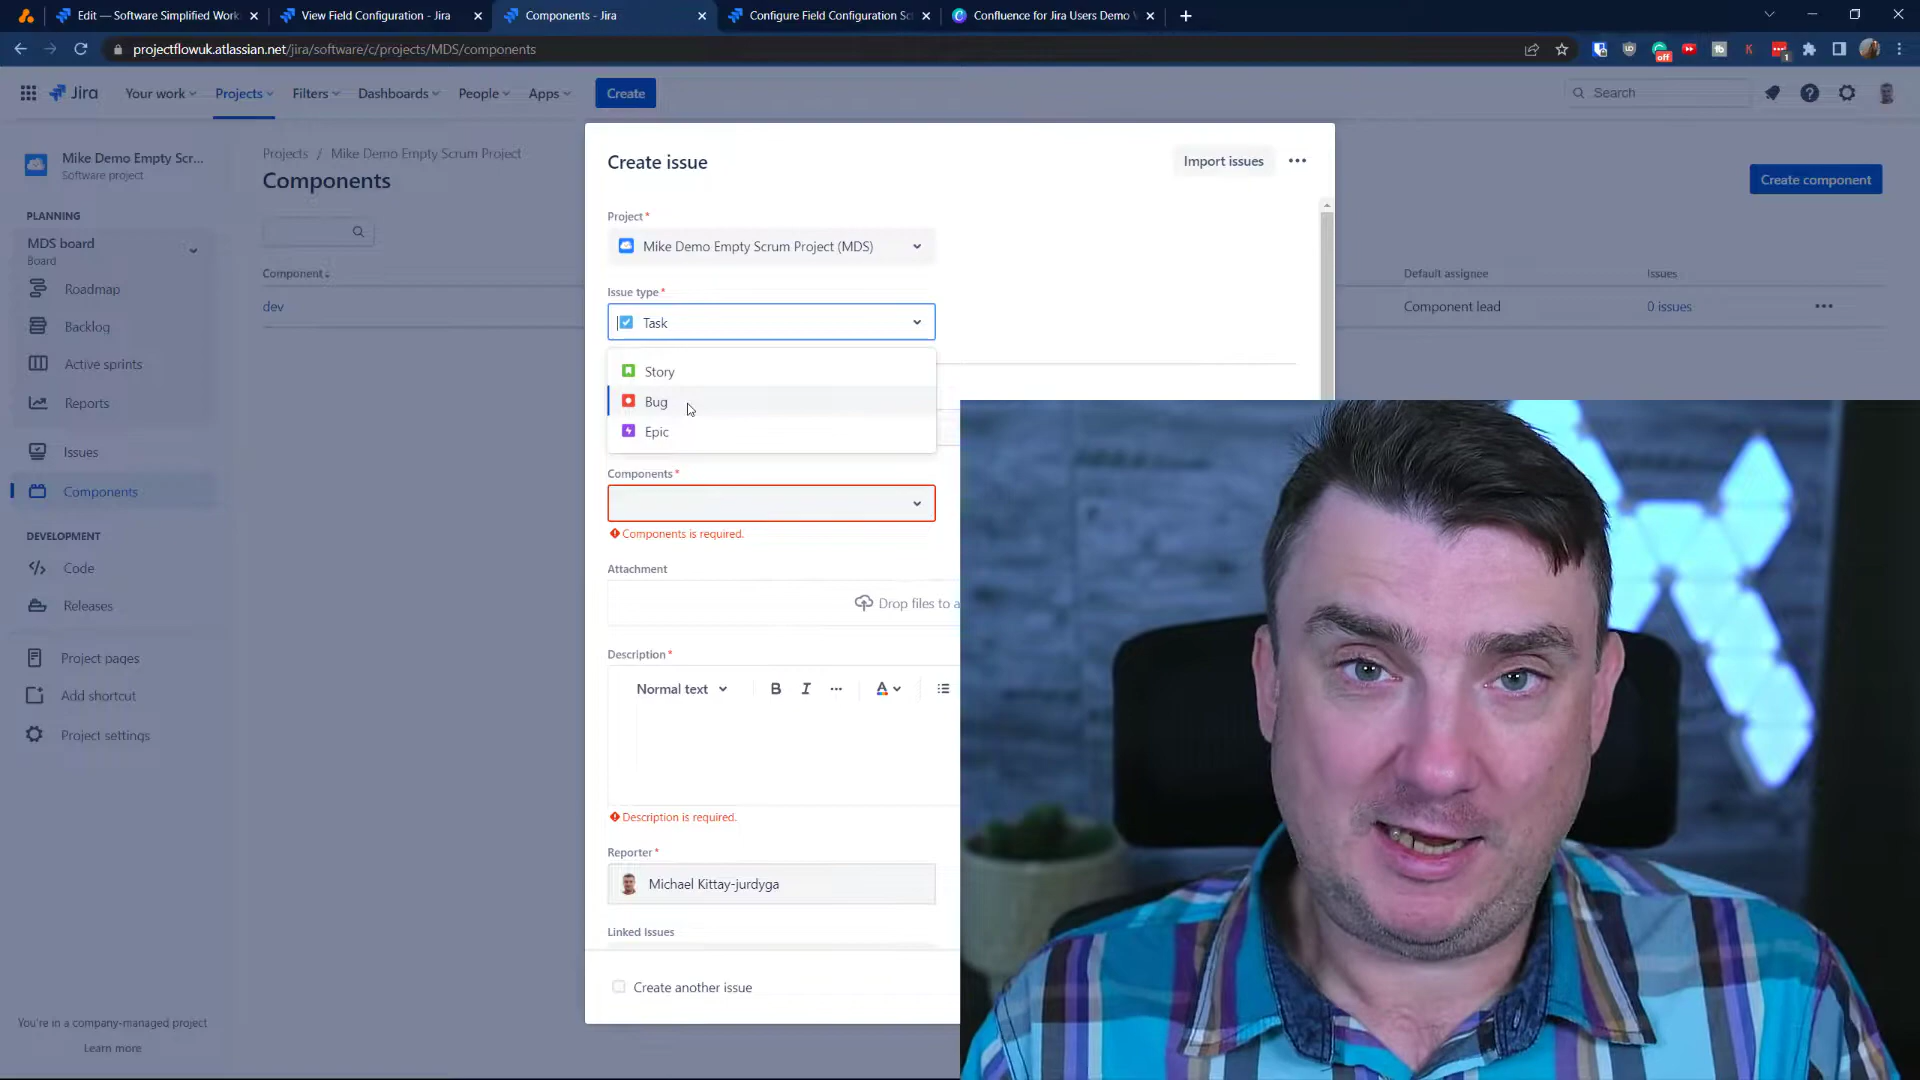 Edit — Software Simplified Work
View Field Configuration - Jira
Components - Jira
Configure Field Configuration Sc
Confluence for Jira Users Demo
projectflowuk.atlassian.net/jira/software/c/projects/MDS/components
off
1
Jira
Your work
Projects
Filters
Dashboards
People
Apps
Create
Search
Mike Demo Empty Scr...
Software project
PLANNING
MDS board
Board
Roadmap
Backlog
Active sprints
Reports
Issues
Components
DEVELOPMENT
Code
Releases
Project pages
Add shortcut
Project settings
You're in a company-managed project
Learn more
Projects / Mike Demo Empty Scrum Project
Components
Create component
Component
Default assignee
Issues
dev
Component lead
0 issues
Create issue
Import issues
Project *
Mike Demo Empty Scrum Project (MDS)
Issue type *
Task
Story
Bug
Epic
Components *
Components is required.
Attachment
Drop files to a
Description *
Normal text
B I
A
Description is required.
Reporter *
Michael Kittay-jurdyga
Linked Issues
Create another issue